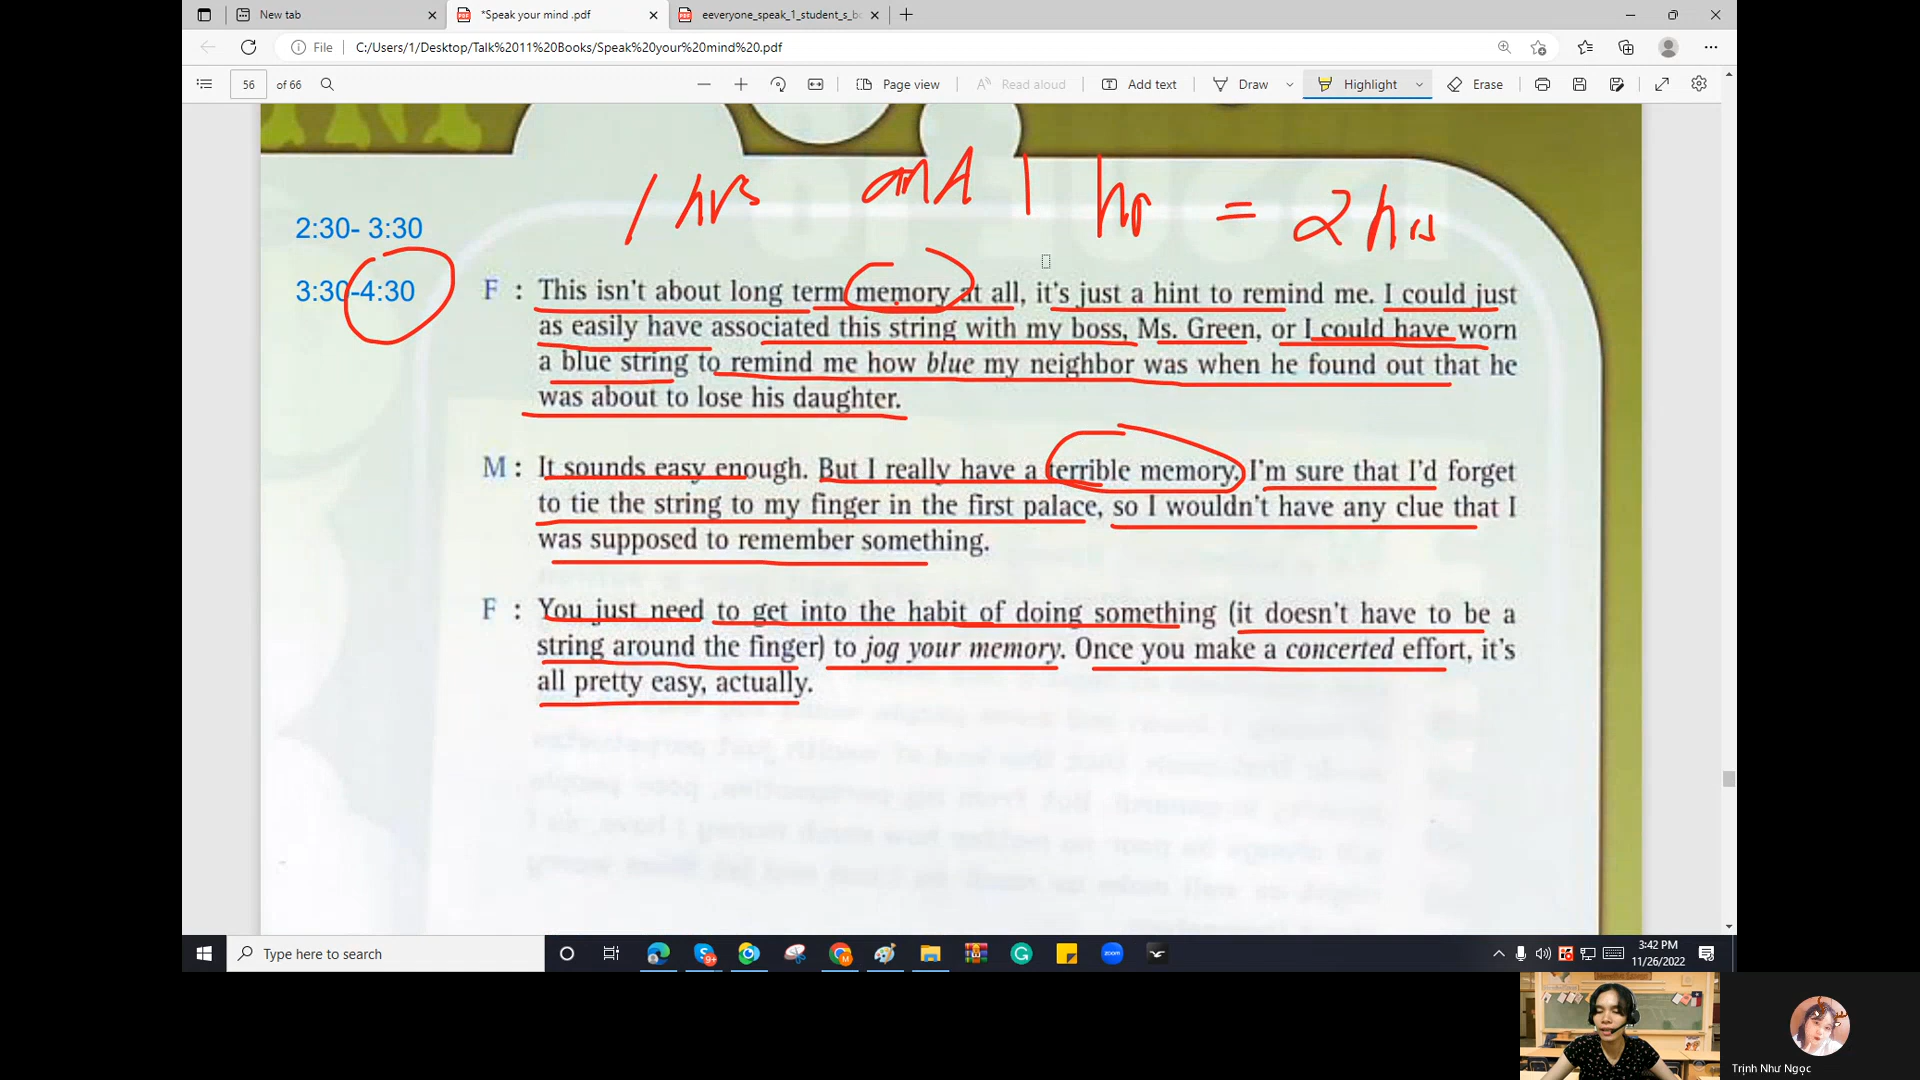 New tab
*Speak your mind .pdf
eeveryone_speak_1_student_s_bo
File
C:/Users/1/Desktop/Talk%2011%20Books/Speak%20your%20mind%20.pdf
56 of 66
Page view
Read aloud
Add text
Draw
Highlight
Erase
1 hrs and 1 hr = 2 hrs
2:30- 3:30
3:30-4:30
F : This isn't about long term memory at all, it's just a hint to remind me. I could just
as easily have associated this string with my boss, Ms. Green, or I could have worn
a blue string to remind me how blue my neighbor was when he found out that he
was about to lose his daughter.
M : It sounds easy enough. But I really have a terrible memory. I'm sure that I'd forget
to tie the string to my finger in the first palace, so I wouldn't have any clue that I
was supposed to remember something.
F : You just need to get into the habit of doing something (it doesn't have to be a
string around the finger) to jog your memory. Once you make a concerted effort, it's
all pretty easy, actually.
Type here to search
9+
zoom
3:42 PM
11/26/2022
Trịnh Như Ngọc